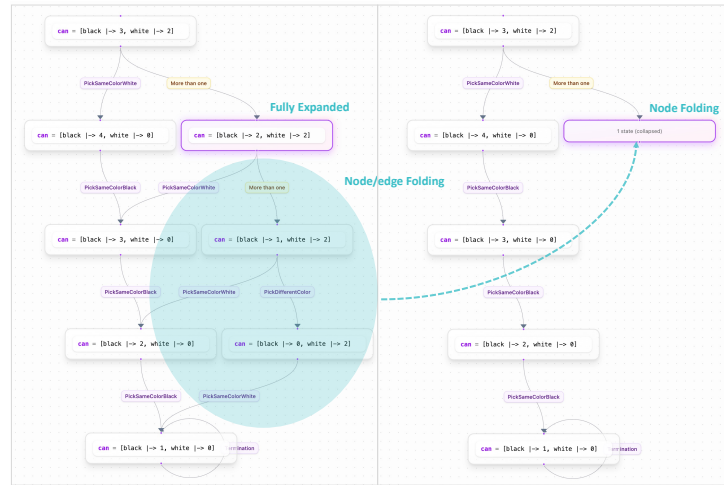 can = [black |-> 3, white |-> 2]
PickSameColorWhite
More than one
Fully Expanded
can = [black |-> 4, white |-> 0]
can = [black |-> 2, white |-> 2]
PickSameColorBlack
PickSameColorWhite
More than one
Node/edge Folding
can = [black |-> 3, white |-> 0]
can = [black |-> 1, white |-> 2]
PickSameColorBlack
PickSameColorWhite
PickDifferentColor
can = [black |-> 2, white |-> 0]
can = [black |-> 0, white |-> 2]
PickSameColorBlack
PickSameColorWhite
can = [black |-> 1, white |-> 0]
mination
can = [black |-> 3, white |-> 2]
PickSameColorWhite
More than one
Node Folding
can = [black |-> 4, white |-> 0]
1 state (collapsed)
PickSameColorBlack
can = [black |-> 3, white |-> 0]
PickSameColorBlack
can = [black |-> 2, white |-> 0]
PickSameColorBlack
can = [black |-> 1, white |-> 0]
mination